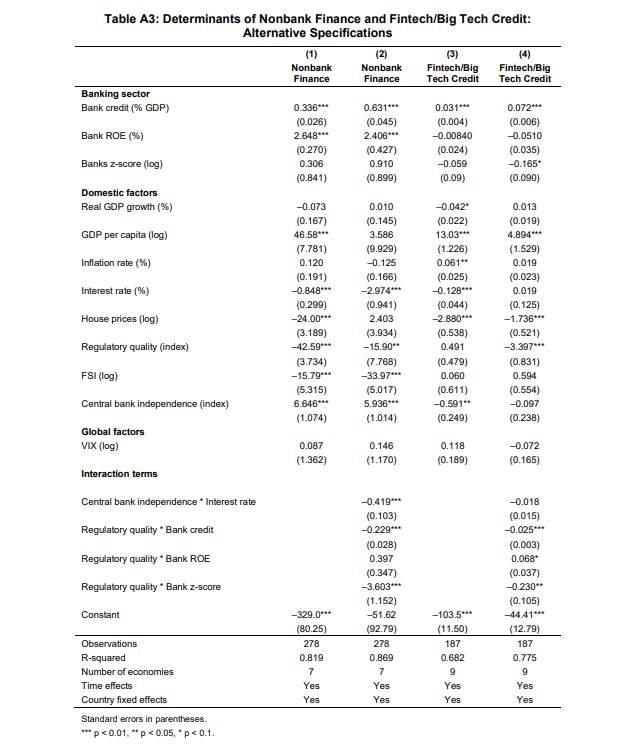 Table A3: Determinants of Nonbank Finance and Fintech/Big Tech Credit:
Alternative Specifications
(1) (2) (3) (4)
Nonbank Nonbank Fintech/Big Fintech/Big
Finance Finance Tech Credit Tech Credit
Banking sector
Bank credit (% GDP) 0.336*** 0.631*** 0.031*** 0.072***
(0.026) (0.045) (0.004) (0.006)
Bank ROE (%) 2.648*** 2.406*** –0.00840 –0.0510
(0.270) (0.427) (0.024) (0.035)
Banks z-score (log) 0.306 0.910 –0.059 –0.165*
(0.841) (0.899) (0.09) (0.090)
Domestic factors
Real GDP growth (%) –0.073 0.010 –0.042* 0.013
(0.167) (0.145) (0.022) (0.019)
GDP per capita (log) 46.58*** 3.586 13.03*** 4.894***
(7.781) (9.929) (1.226) (1.529)
Inflation rate (%) 0.120 –0.125 0.061** 0.019
(0.191) (0.166) (0.025) (0.023)
Interest rate (%) –0.848*** –2.974*** –0.128*** 0.019
(0.299) (0.941) (0.044) (0.125)
House prices (log) –24.00*** 2.403 –2.880*** –1.736***
(3.189) (3.934) (0.538) (0.521)
Regulatory quality (index) –42.59*** –15.90** 0.491 –3.397***
(3.734) (7.768) (0.479) (0.831)
FSI (log) –15.79*** –33.97*** 0.060 0.594
(5.315) (5.017) (0.611) (0.554)
Central bank independence (index) 6.646*** 5.936*** –0.591** –0.097
(1.074) (1.014) (0.249) (0.238)
Global factors
VIX (log) 0.087 0.146 0.118 –0.072
(1.362) (1.170) (0.189) (0.165)
Interaction terms
Central bank independence * Interest rate –0.419*** –0.018
(0.103) (0.015)
Regulatory quality * Bank credit –0.229*** –0.025***
(0.028) (0.003)
Regulatory quality * Bank ROE 0.397 0.068*
(0.347) (0.037)
Regulatory quality * Bank z-score –3.603*** –0.230**
(1.152) (0.105)
Constant –329.0*** –51.62 –103.5*** –44.41***
(80.25) (92.79) (11.50) (12.79)
Observations 278 278 187 187
R-squared 0.819 0.869 0.682 0.775
Number of economies 7 7 9 9
Time effects Yes Yes Yes Yes
Country fixed effects Yes Yes Yes Yes
Standard errors in parentheses.
*** p < 0.01, ** p < 0.05, * p < 0.1.